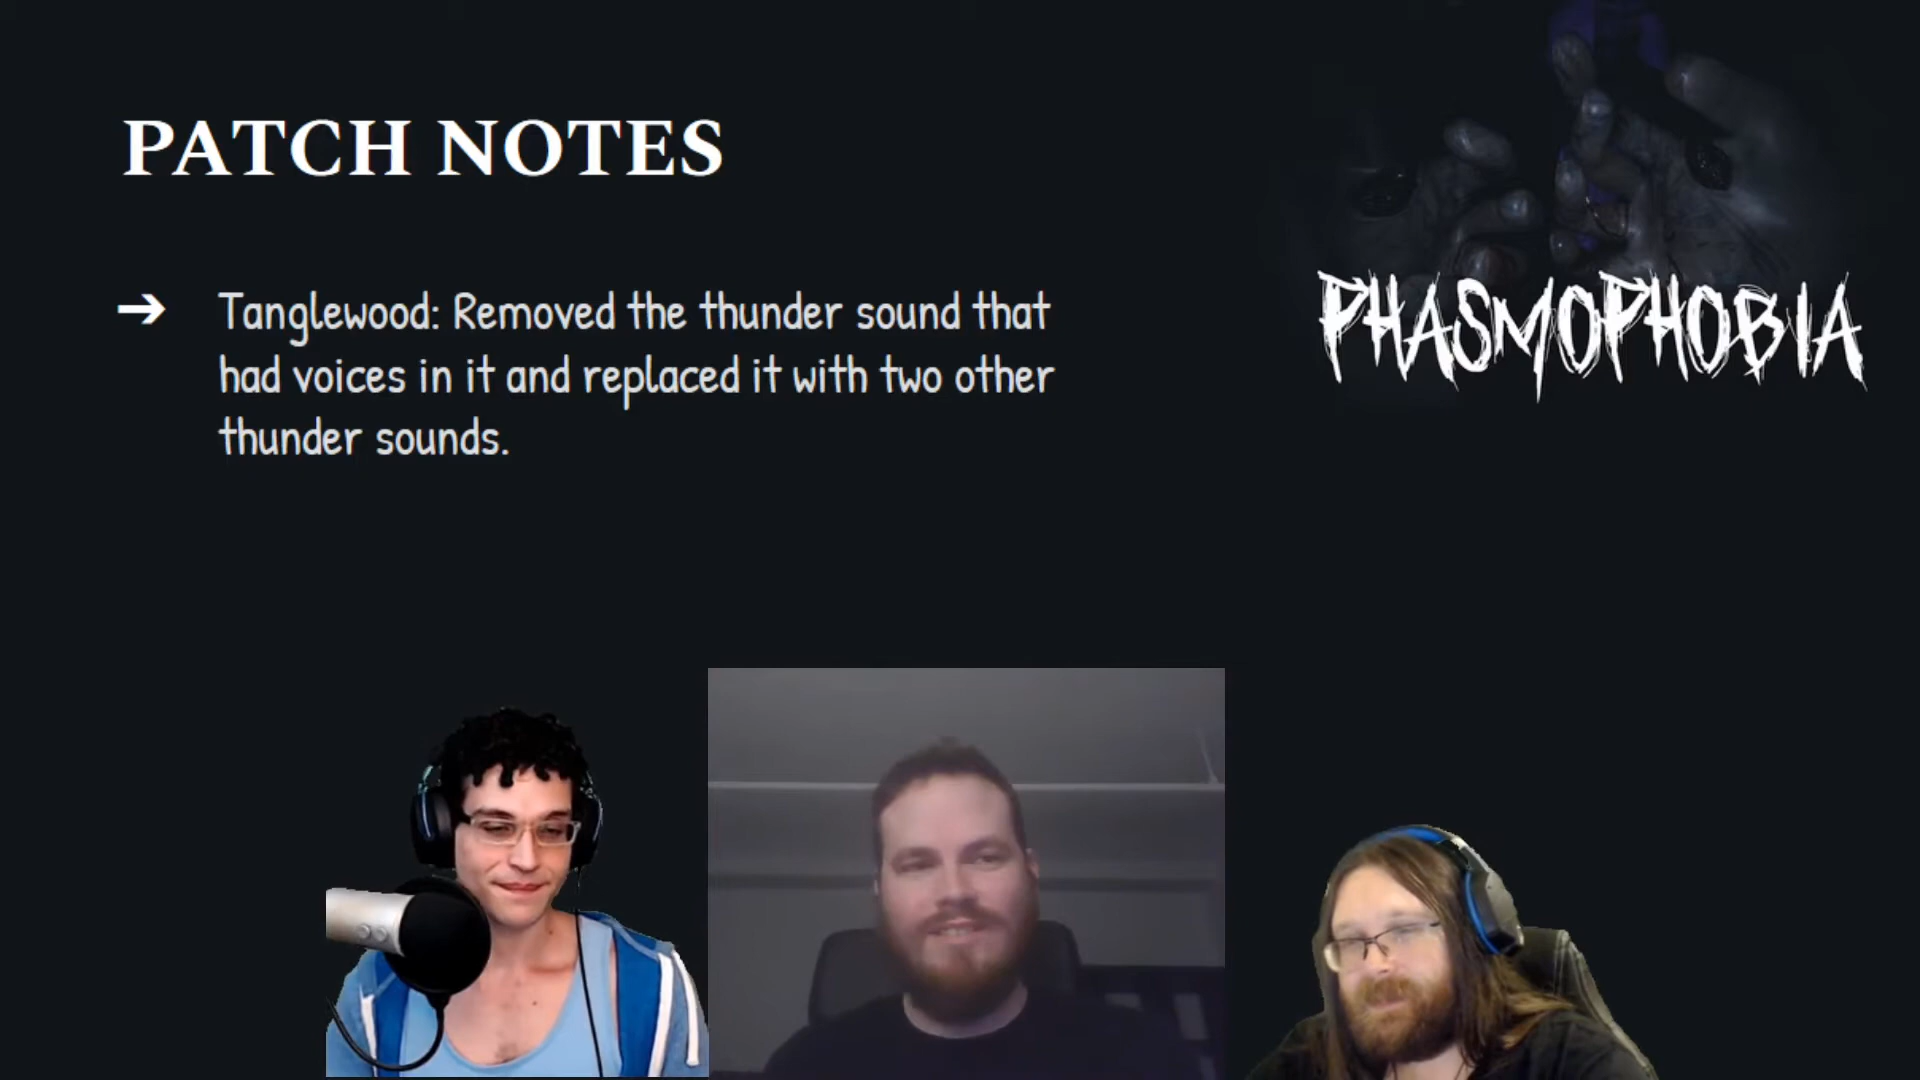 PATCH NOTES
➔ Tanglewood: Removed the thunder sound that
had voices in it and replaced it with two other
thunder sounds.
PHASMOPHOBIA